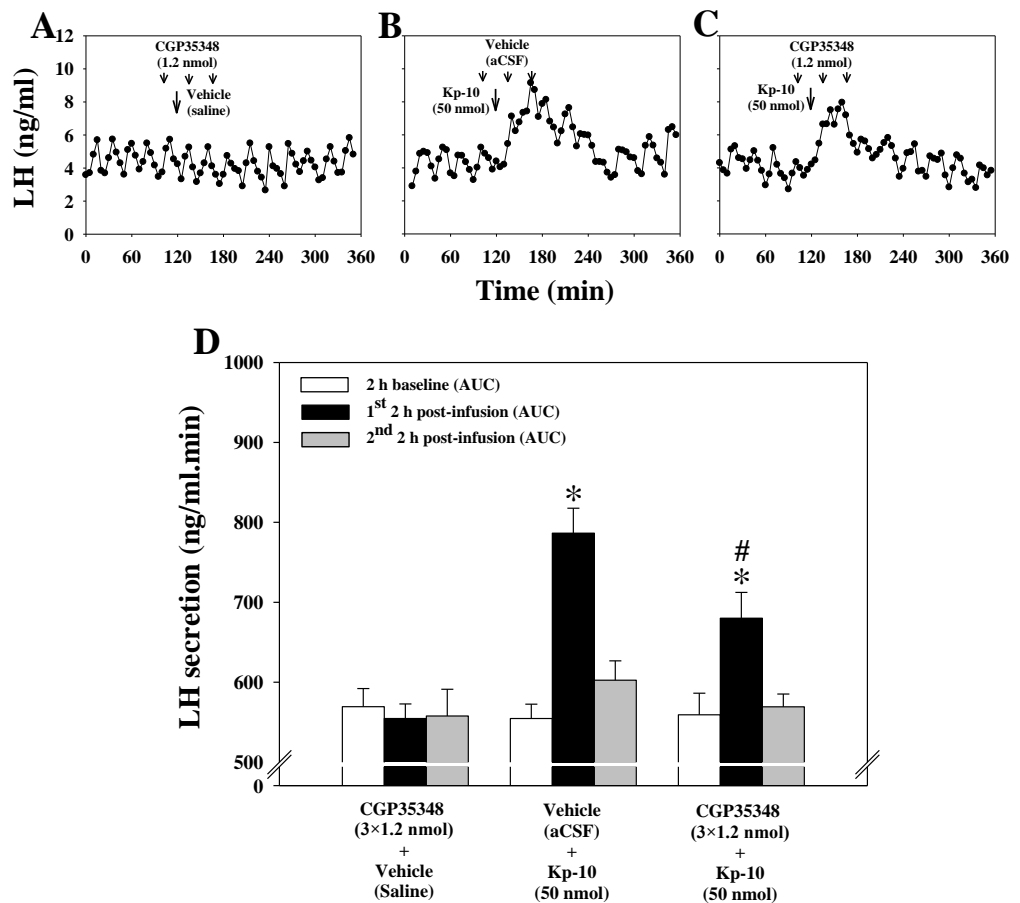 A
B
C
CGP35348
(1.2 nmol)
Vehicle
(saline)
Vehicle
(aCSF)
Kp-10
(50 nmol)
CGP35348
(1.2 nmol)
Kp-10
(50 nmol)
LH (ng/ml)
12
10
8
6
4
2
0
0 60 120 180 240 300 360
0 60 120 180 240 300 360
0 60 120 180 240 300 360
Time (min)
D
LH secretion (ng/ml.min)
1000
900
800
700
600
500
0
2 h baseline (AUC)
1st 2 h post-infusion (AUC)
2nd 2 h post-infusion (AUC)
*
#
*
CGP35348
(3×1.2 nmol)
+
Vehicle
(Saline)
Vehicle
(aCSF)
+
Kp-10
(50 nmol)
CGP35348
(3×1.2 nmol)
+
Kp-10
(50 nmol)